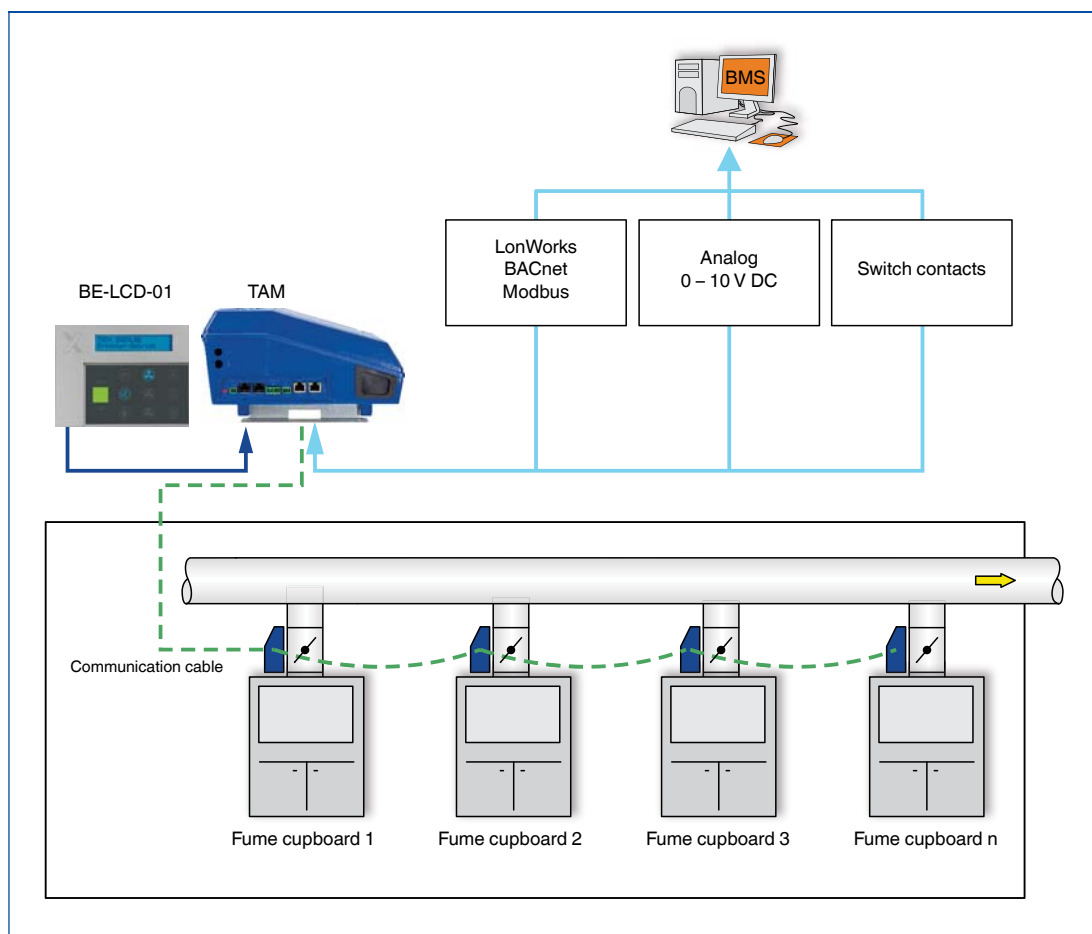 BMS
LonWorks
BACnet
Modbus
Analog
0 – 10 V DC
Switch contacts
BE-LCD-01
TAM
Communication cable
Fume cupboard 1
Fume cupboard 2
Fume cupboard 3
Fume cupboard n